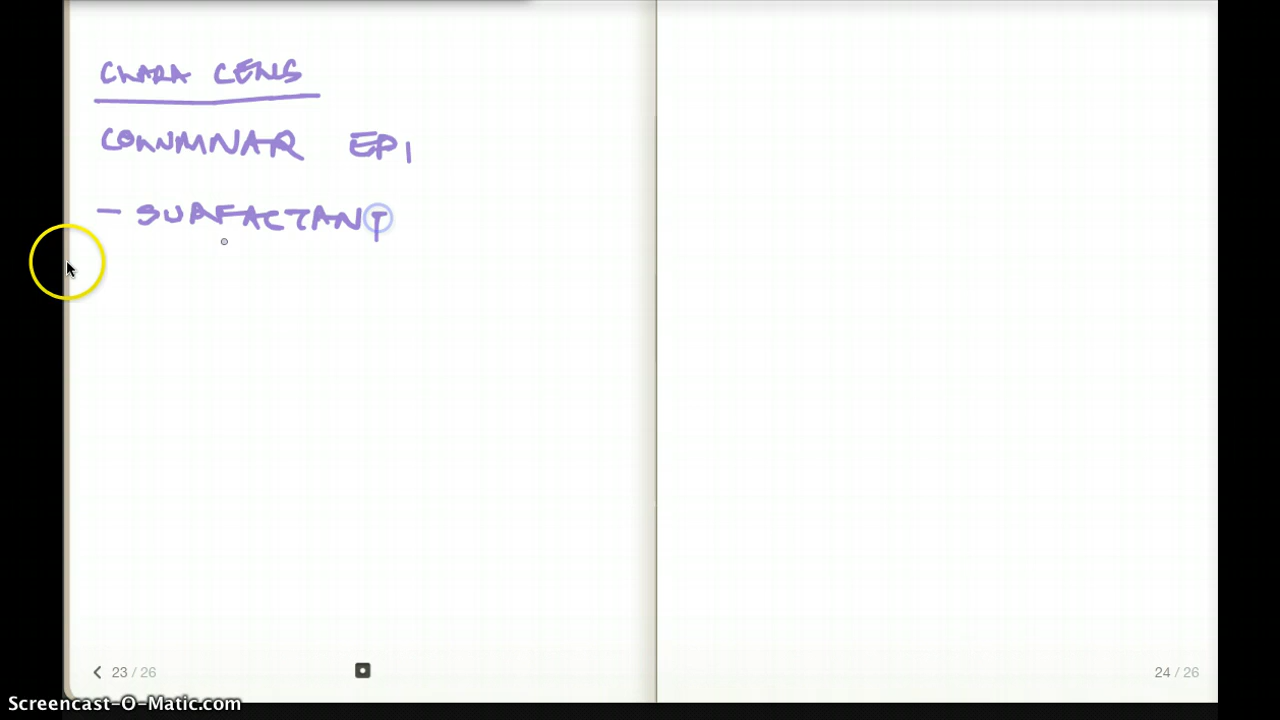 CLARA CELLS
COLUMNAR EPI
- SURFACTANT
23 / 26
24 / 26
Screencast-O-Matic.com